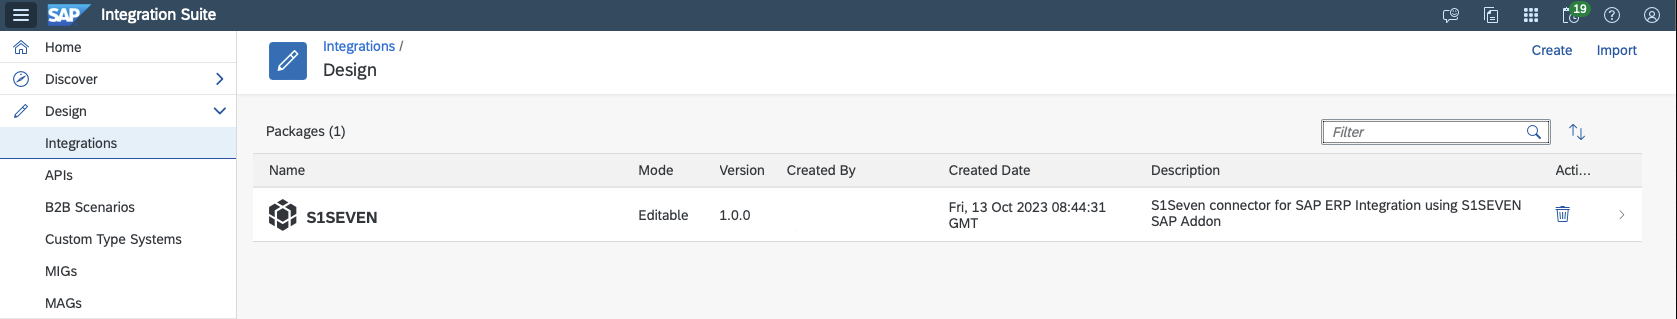 SAP Integration Suite
19
Home
Discover
Design
Integrations
APIs
B2B Scenarios
Custom Type Systems
MIGs
MAGs
Integrations /
Design
Create
Import
Packages (1)
Filter
Name Mode Version Created By Created Date Description Acti...
S1SEVEN Editable 1.0.0 Fri, 13 Oct 2023 08:44:31 S1Seven connector for SAP ERP Integration using S1SEVEN
GMT SAP Addon